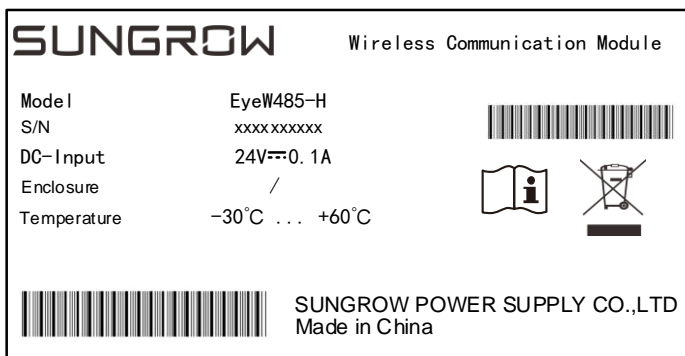 SUNGROW Wireless Communication Module
Model EyeW485-H
S/N xxxxxxxxxx
DC-Input 24V⎓0.1A
Enclosure /
Temperature -30℃ ... +60℃
SUNGROW POWER SUPPLY CO.,LTD
Made in China